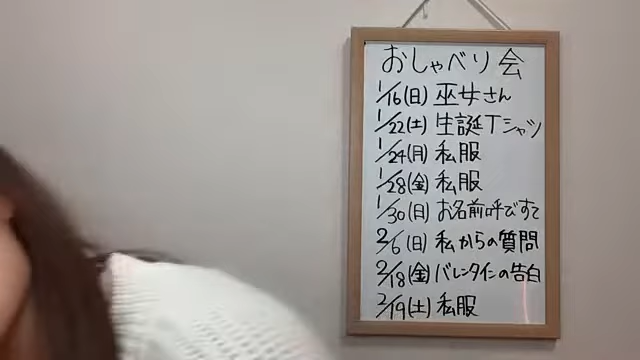 おしゃべり会
1/16(日)巫女さん
1/22(土)生誕Tシャツ
1/24(月)私服
1/28(金)私服
1/30(日)お名前呼びすて
2/6(日)私からの質問
2/18(金)バレンタインの告白
2/19(土)私服